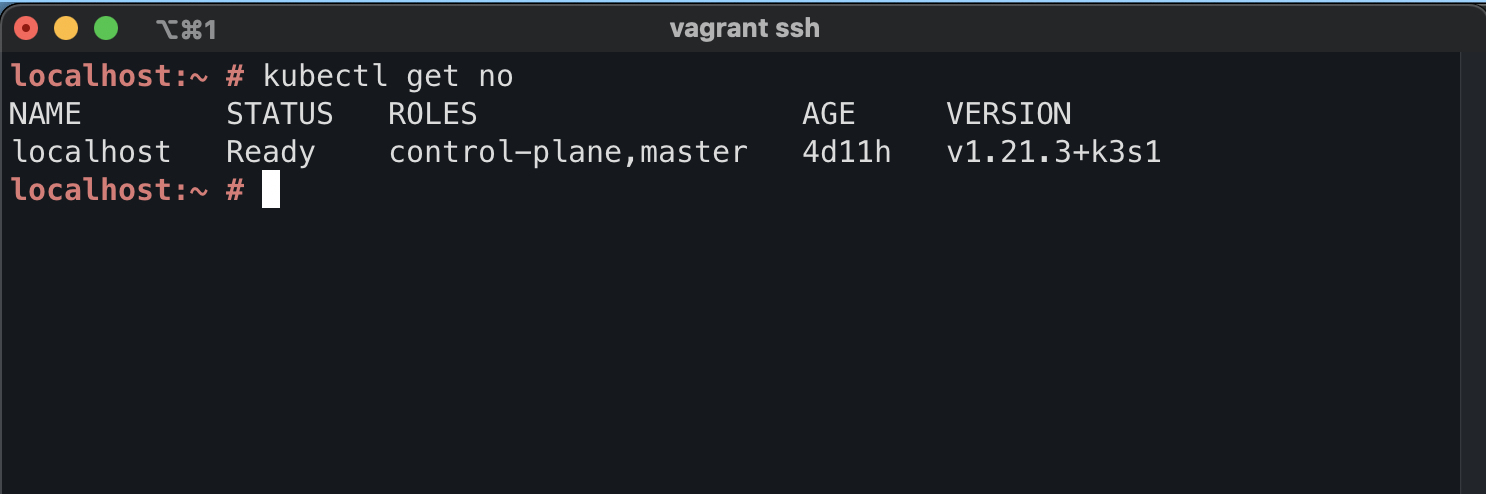 ⌥⌘1 vagrant ssh
localhost:~ # kubectl get no
NAME        STATUS   ROLES                  AGE     VERSION
localhost   Ready    control-plane,master   4d11h   v1.21.3+k3s1
localhost:~ #